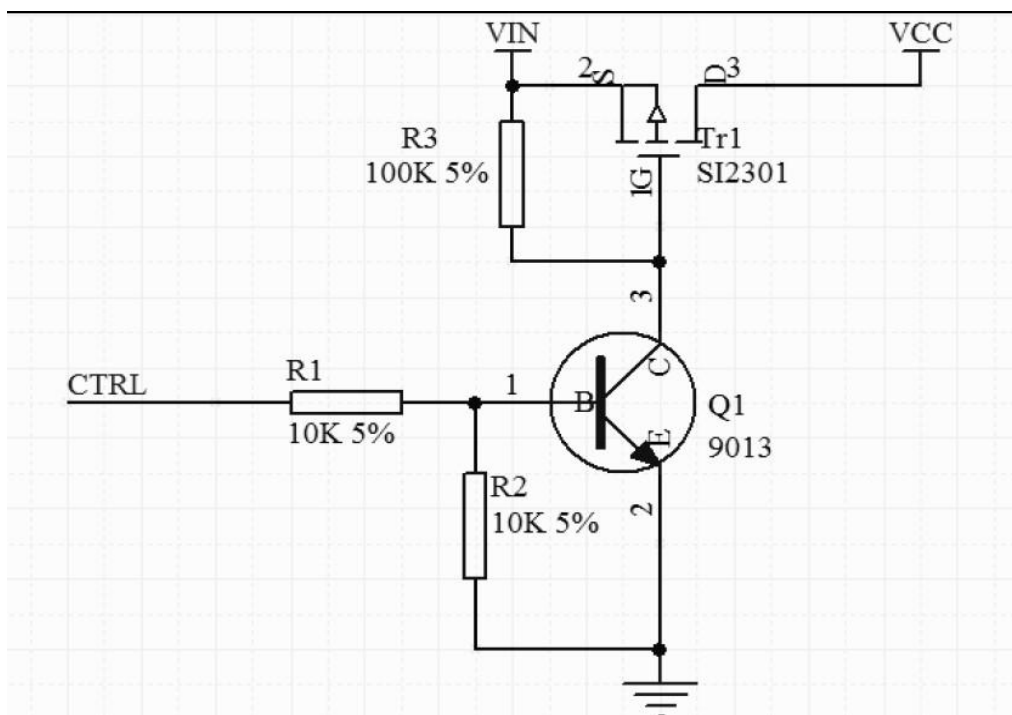 VIN
VCC
2
S
D
3
R3
100K 5%
Tr1
SI2301
1G
3
CTRL
R1
10K 5%
1
B
C
E
Q1
9013
R2
10K 5%
2